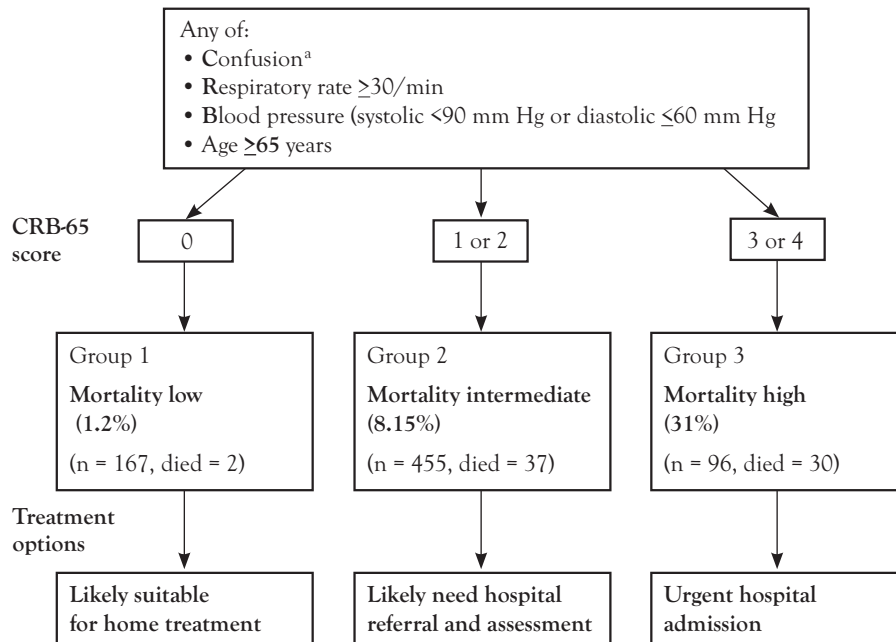 Any of:
• Confusionᵃ
• Respiratory rate ≥30/min
• Blood pressure (systolic <90 mm Hg or diastolic ≤60 mm Hg
• Age ≥65 years
CRB-65
score
0
1 or 2
3 or 4
Group 1
Mortality low
(1.2%)
(n = 167, died = 2)
Group 2
Mortality intermediate
(8.15%)
(n = 455, died = 37)
Group 3
Mortality high
(31%)
(n = 96, died = 30)
Treatment
options
Likely suitable
for home treatment
Likely need hospital
referral and assessment
Urgent hospital
admission